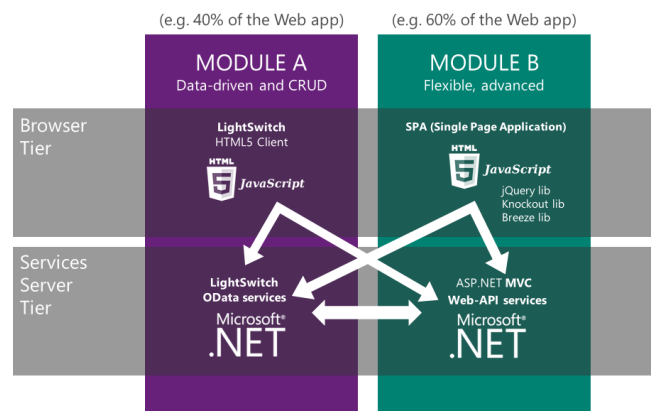 (e.g. 40% of the Web app)
(e.g. 60% of the Web app)
MODULE A
Data-driven and CRUD
MODULE B
Flexible, advanced
Browser
Tier
LightSwitch
HTML5 Client
HTML
5
JavaScript
SPA (Single Page Application)
HTML
5
JavaScript
jQuery lib
Knockout lib
Breeze lib
Services
Server
Tier
LightSwitch
OData services
Microsoft®
.NET
ASP.NET MVC
Web-API services
Microsoft®
.NET